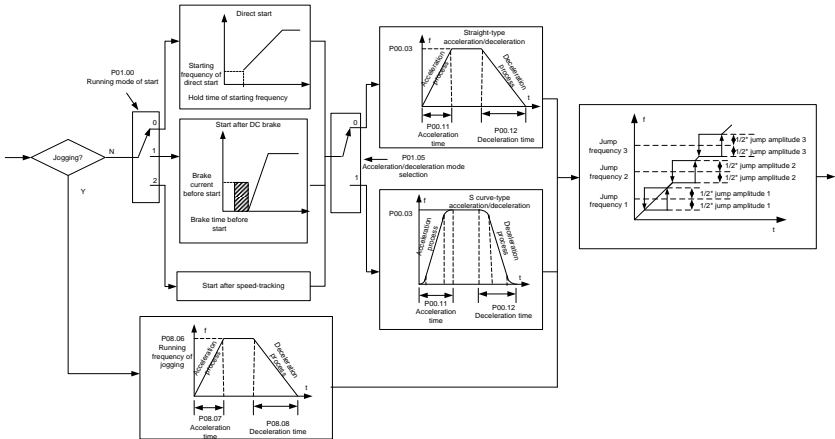 P01.00
Running mode of start
Jogging?
N
Y
0
1
2
Direct start
f
Starting
frequency of
direct start
Hold time of starting frequency
Start after DC brake
Brake
current before
start
Brake time before
start
Start after speed-tracking
0
1
P01.05
Acceleration/deceleration mode
selection
Straight-type
acceleration/deceleration
P00.03
f
Acceleration
process
Deceleration
process
t
P00.11
Acceleration
time
P00.12
Deceleration time
S curve-type
acceleration/deceleration
P00.03
f
Acceleration
process
Deceleration
process
t
P00.11
Acceleration
time
P00.12
Deceleration time
P08.06
Running
frequency of
jogging
f
Acceleration
process
Deceleration
process
t
P08.07
Acceleration
time
P08.08
Deceleration time
f
Jump
frequency 3
1/2* jump amplitude 3
1/2* jump amplitude 3
Jump
frequency 2
1/2* jump amplitude 2
1/2* jump amplitude 2
Jump
frequency 1
1/2* jump amplitude 1
1/2* jump amplitude 1
t